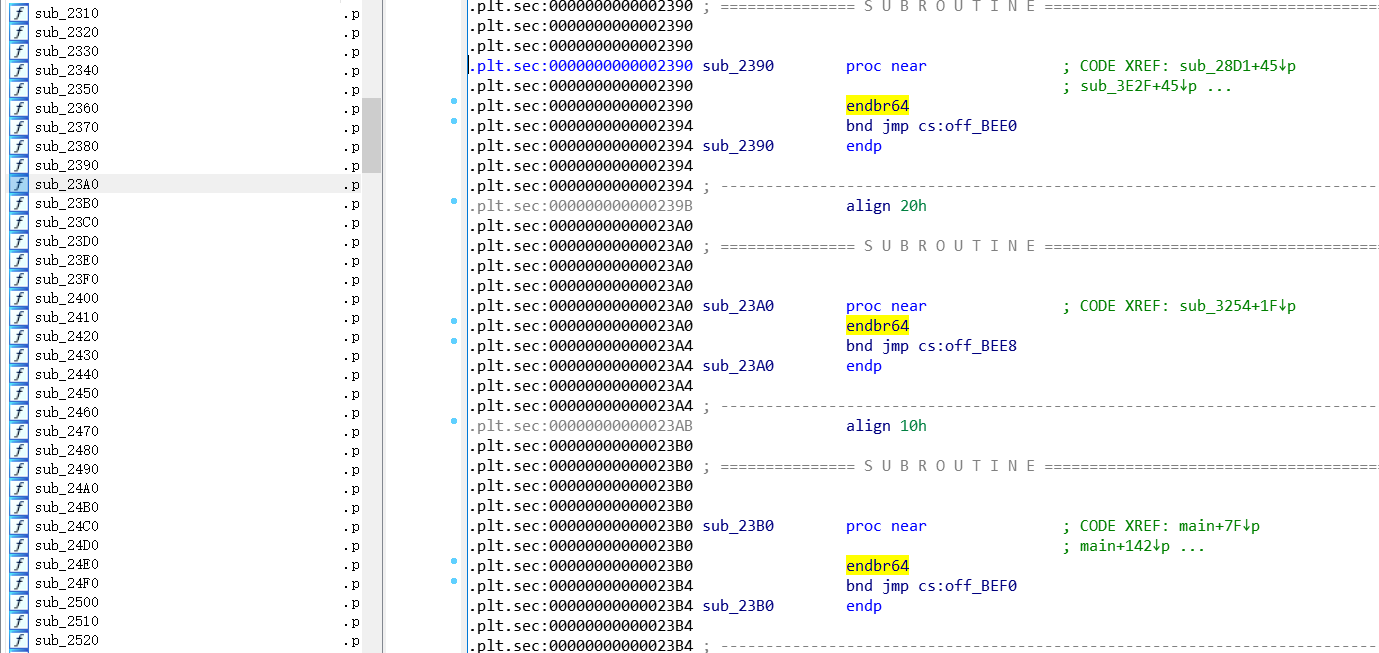 sub_2310 .p
sub_2320 .p
sub_2330 .p
sub_2340 .p
sub_2350 .p
sub_2360 .p
sub_2370 .p
sub_2380 .p
sub_2390 .p
sub_23A0 .p
sub_23B0 .p
sub_23C0 .p
sub_23D0 .p
sub_23E0 .p
sub_23F0 .p
sub_2400 .p
sub_2410 .p
sub_2420 .p
sub_2430 .p
sub_2440 .p
sub_2450 .p
sub_2460 .p
sub_2470 .p
sub_2480 .p
sub_2490 .p
sub_24A0 .p
sub_24B0 .p
sub_24C0 .p
sub_24D0 .p
sub_24E0 .p
sub_24F0 .p
sub_2500 .p
sub_2510 .p
sub_2520 .p
.plt.sec:0000000000002390 ; =============== S U B R O U T I N E =====================================
.plt.sec:0000000000002390
.plt.sec:0000000000002390
.plt.sec:0000000000002390 sub_2390 proc near ; CODE XREF: sub_28D1+45↓p
.plt.sec:0000000000002390 ; sub_3E2F+45↓p ...
.plt.sec:0000000000002390 endbr64
.plt.sec:0000000000002394 bnd jmp cs:off_BEE0
.plt.sec:0000000000002394 sub_2390 endp
.plt.sec:0000000000002394
.plt.sec:0000000000002394 ; -------------------------------------------------------------------------
.plt.sec:000000000000239B align 20h
.plt.sec:00000000000023A0
.plt.sec:00000000000023A0 ; =============== S U B R O U T I N E =====================================
.plt.sec:00000000000023A0
.plt.sec:00000000000023A0
.plt.sec:00000000000023A0 sub_23A0 proc near ; CODE XREF: sub_3254+1F↓p
.plt.sec:00000000000023A0 endbr64
.plt.sec:00000000000023A4 bnd jmp cs:off_BEE8
.plt.sec:00000000000023A4 sub_23A0 endp
.plt.sec:00000000000023A4
.plt.sec:00000000000023A4 ; -------------------------------------------------------------------------
.plt.sec:00000000000023AB align 10h
.plt.sec:00000000000023B0
.plt.sec:00000000000023B0 ; =============== S U B R O U T I N E =====================================
.plt.sec:00000000000023B0
.plt.sec:00000000000023B0
.plt.sec:00000000000023B0 sub_23B0 proc near ; CODE XREF: main+7F↓p
.plt.sec:00000000000023B0 ; main+142↓p ...
.plt.sec:00000000000023B0 endbr64
.plt.sec:00000000000023B4 bnd jmp cs:off_BEF0
.plt.sec:00000000000023B4 sub_23B0 endp
.plt.sec:00000000000023B4
.plt.sec:00000000000023B4 ; -------------------------------------------------------------------------